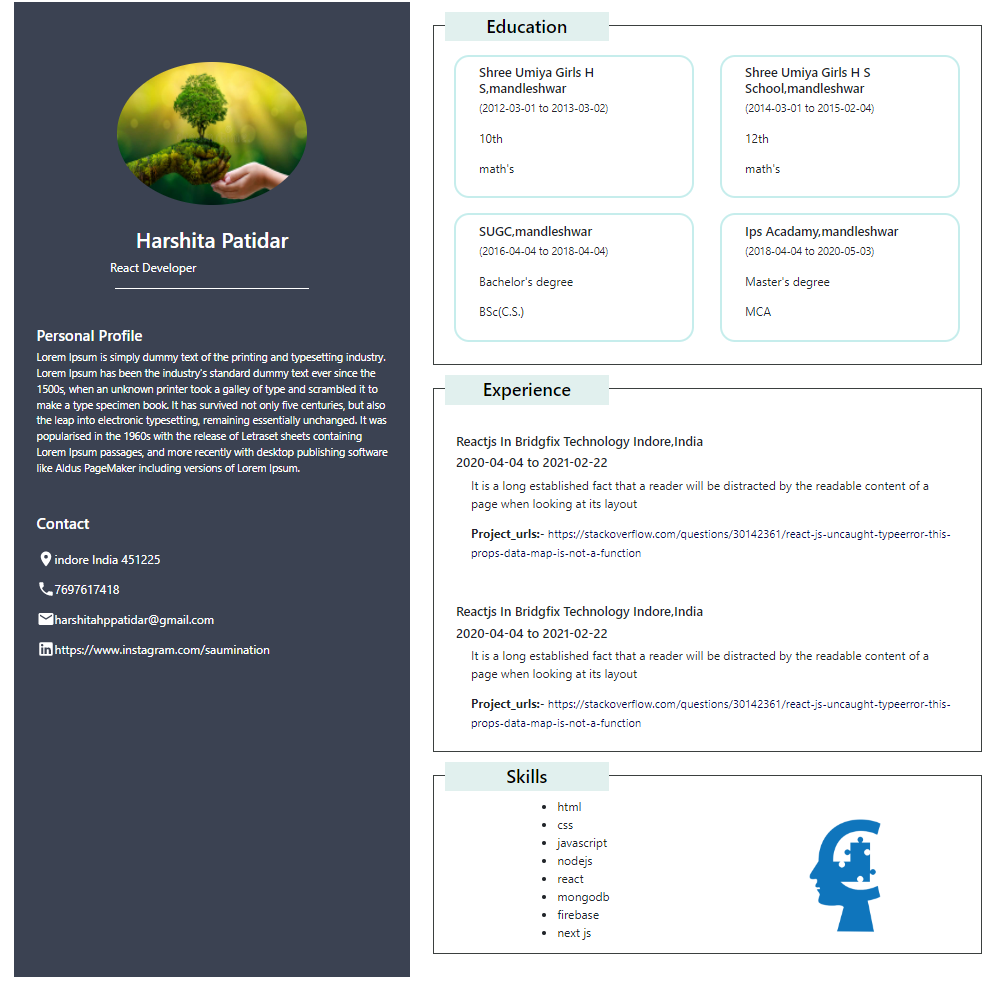 Harshita Patidar
React Developer
Personal Profile
Lorem Ipsum is simply dummy text of the printing and typesetting industry.
Lorem Ipsum has been the industry's standard dummy text ever since the
1500s, when an unknown printer took a galley of type and scrambled it to
make a type specimen book. It has survived not only five centuries, but also
the leap into electronic typesetting, remaining essentially unchanged. It was
popularised in the 1960s with the release of Letraset sheets containing
Lorem Ipsum passages, and more recently with desktop publishing software
like Aldus PageMaker including versions of Lorem Ipsum.
Contact
indore India 451225
7697617418
harshitahppatidar@gmail.com
https://www.instagram.com/saumination
Education
Shree Umiya Girls H
S,mandleshwar
(2012-03-01 to 2013-03-02)
10th
math's
Shree Umiya Girls H S
School,mandleshwar
(2014-03-01 to 2015-02-04)
12th
math's
SUGC,mandleshwar
(2016-04-04 to 2018-04-04)
Bachelor's degree
BSc(C.S.)
Ips Acadamy,mandleshwar
(2018-04-04 to 2020-05-03)
Master's degree
MCA
Experience
Reactjs In Bridgfix Technology Indore,India
2020-04-04 to 2021-02-22
It is a long established fact that a reader will be distracted by the readable content of a
page when looking at its layout
Project_urls:- https://stackoverflow.com/questions/30142361/react-js-uncaught-typeerror-this-
props-data-map-is-not-a-function
Reactjs In Bridgfix Technology Indore,India
2020-04-04 to 2021-02-22
It is a long established fact that a reader will be distracted by the readable content of a
page when looking at its layout
Project_urls:- https://stackoverflow.com/questions/30142361/react-js-uncaught-typeerror-this-
props-data-map-is-not-a-function
Skills
• html
• css
• javascript
• nodejs
• react
• mongodb
• firebase
• next js